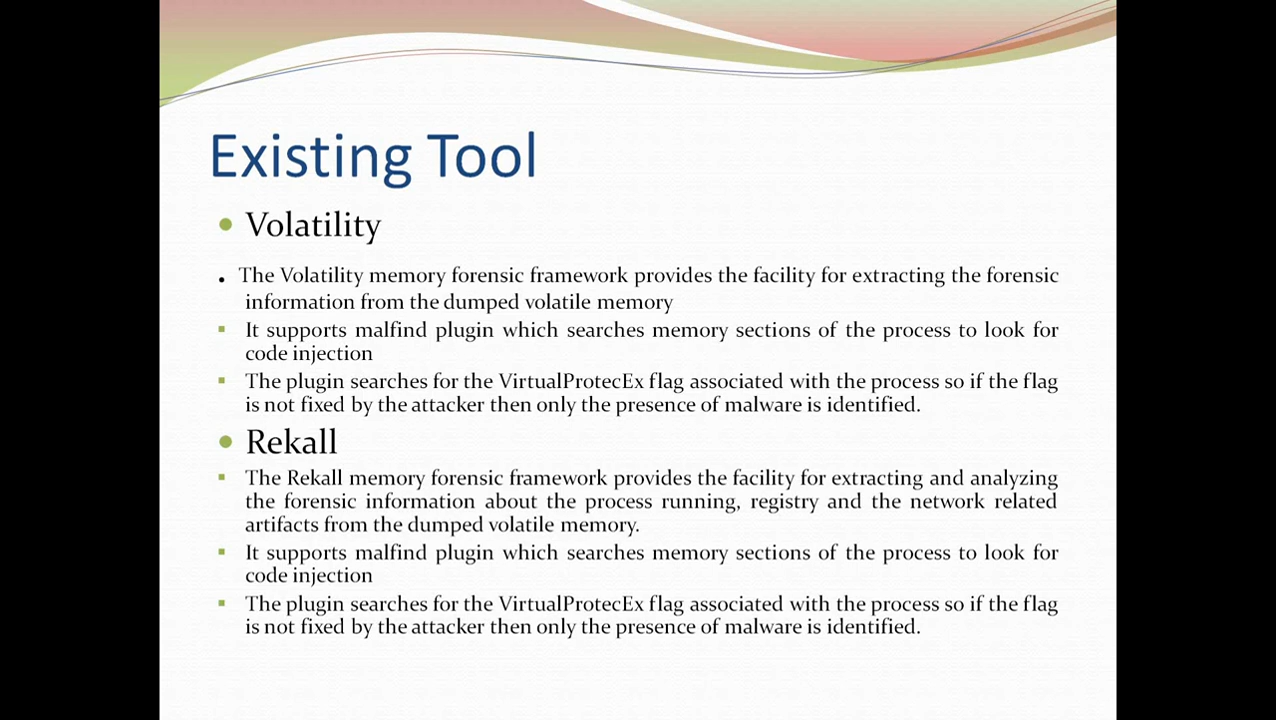 Existing Tool
• Volatility
. The Volatility memory forensic framework provides the facility for extracting the forensic
information from the dumped volatile memory
▪ It supports malfind plugin which searches memory sections of the process to look for
code injection
▪ The plugin searches for the VirtualProtecEx flag associated with the process so if the flag
is not fixed by the attacker then only the presence of malware is identified.
• Rekall
▪ The Rekall memory forensic framework provides the facility for extracting and analyzing
the forensic information about the process running, registry and the network related
artifacts from the dumped volatile memory.
▪ It supports malfind plugin which searches memory sections of the process to look for
code injection
▪ The plugin searches for the VirtualProtecEx flag associated with the process so if the flag
is not fixed by the attacker then only the presence of malware is identified.